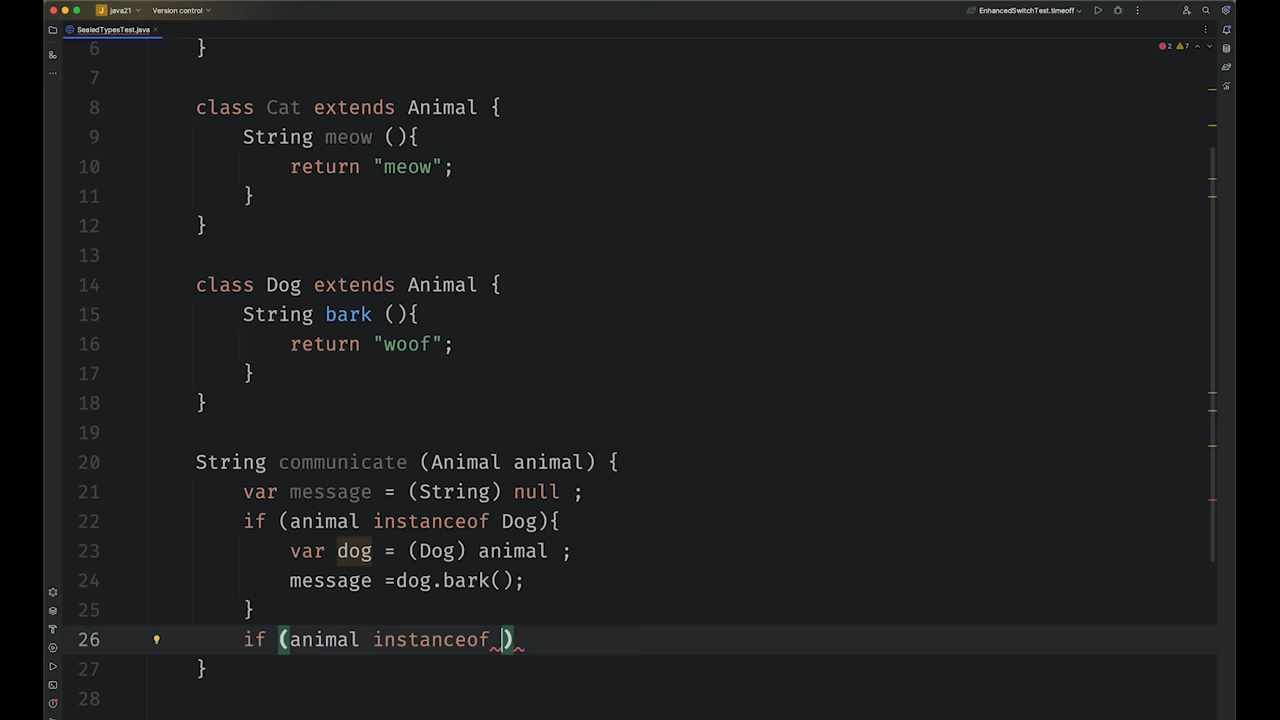 java21 Version control EnhancedSwitchTest.timeoff
SealedTypesTest.java
2 7
6 }
7
8 class Cat extends Animal {
9 String meow (){
10 return "meow";
11 }
12 }
13
14 class Dog extends Animal {
15 String bark (){
16 return "woof";
17 }
18 }
19
20 String communicate (Animal animal) {
21 var message = (String) null ;
22 if (animal instanceof Dog){
23 var dog = (Dog) animal ;
24 message =dog.bark();
25 }
26 if (animal instanceof )
27 }
28